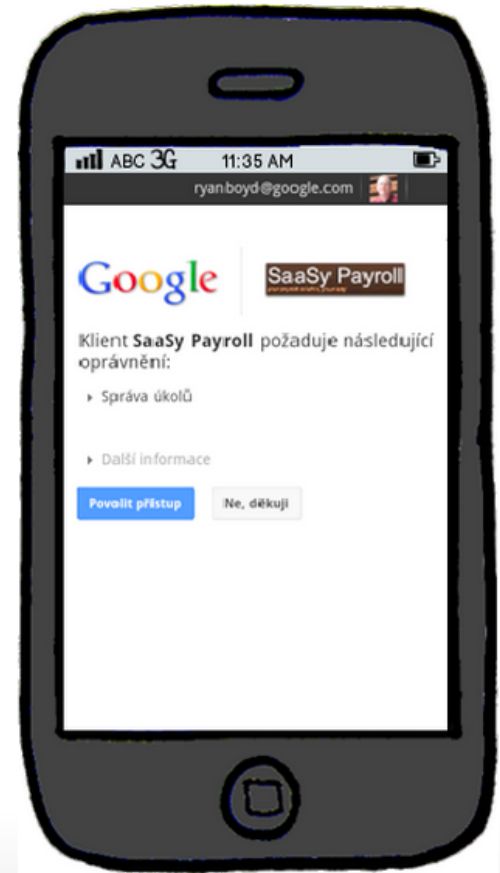 ABC 3G 11:35 AM
ryanboyd@google.com
Google SaaSy Payroll
Klient SaaSy Payroll požaduje následující
oprávnění:
Správa úkolů
Další informace
Povolit přístup Ne, děkuji